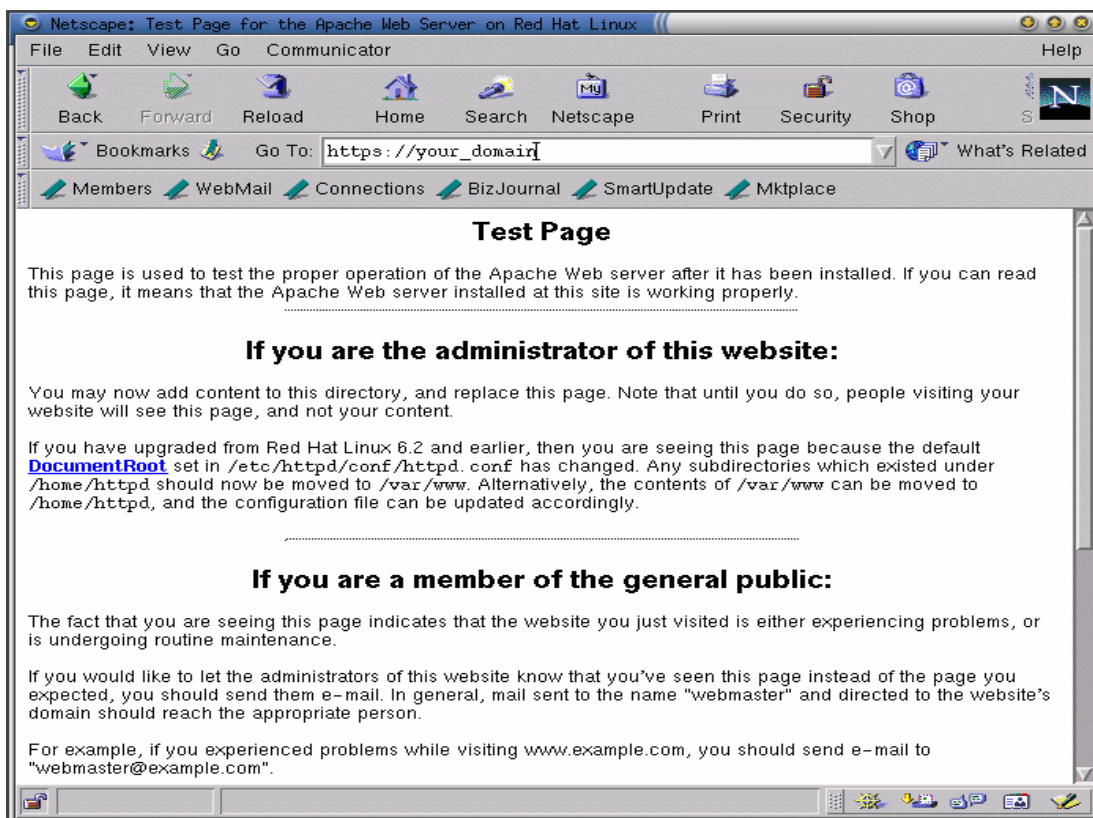 Netscape: Test Page for the Apache Web Server on Red Hat Linux
File Edit View Go Communicator Help
Back Forward Reload Home Search Netscape Print Security Shop S
My
N
Bookmarks Go To: https://your_domain What's Related
Members WebMail Connections BizJournal SmartUpdate Mktplace
Test Page
This page is used to test the proper operation of the Apache Web server after it has been installed. If you can read
this page, it means that the Apache Web server installed at this site is working properly.
If you are the administrator of this website:
You may now add content to this directory, and replace this page. Note that until you do so, people visiting your
website will see this page, and not your content.
If you have upgraded from Red Hat Linux 6.2 and earlier, then you are seeing this page because the default
DocumentRoot set in /etc/httpd/conf/httpd.conf has changed. Any subdirectories which existed under
/home/httpd should now be moved to /var/www. Alternatively, the contents of /var/www can be moved to
/home/httpd, and the configuration file can be updated accordingly.
If you are a member of the general public:
The fact that you are seeing this page indicates that the website you just visited is either experiencing problems, or
is undergoing routine maintenance.
If you would like to let the administrators of this website know that you've seen this page instead of the page you
expected, you should send them e-mail. In general, mail sent to the name "webmaster" and directed to the website's
domain should reach the appropriate person.
For example, if you experienced problems while visiting www.example.com, you should send e-mail to
"webmaster@example.com".